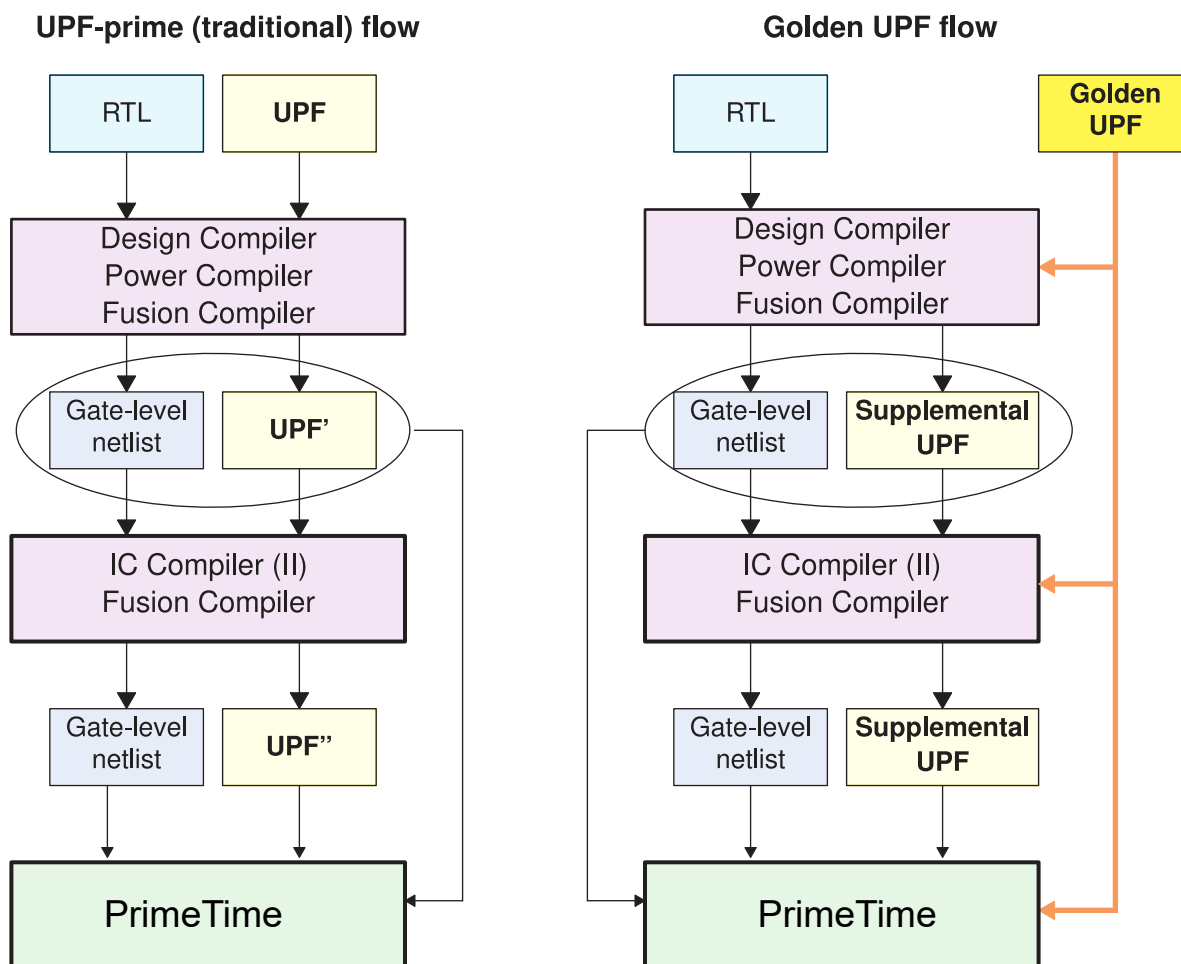 UPF-prime (traditional) flow
RTL
UPF
Design Compiler
Power Compiler
Fusion Compiler
Gate-level
netlist
UPF’
IC Compiler (II)
Fusion Compiler
Gate-level
netlist
UPF’’
PrimeTime
Golden UPF flow
RTL
Golden
UPF
Design Compiler
Power Compiler
Fusion Compiler
Gate-level
netlist
Supplemental
UPF
IC Compiler (II)
Fusion Compiler
Gate-level
netlist
Supplemental
UPF
PrimeTime